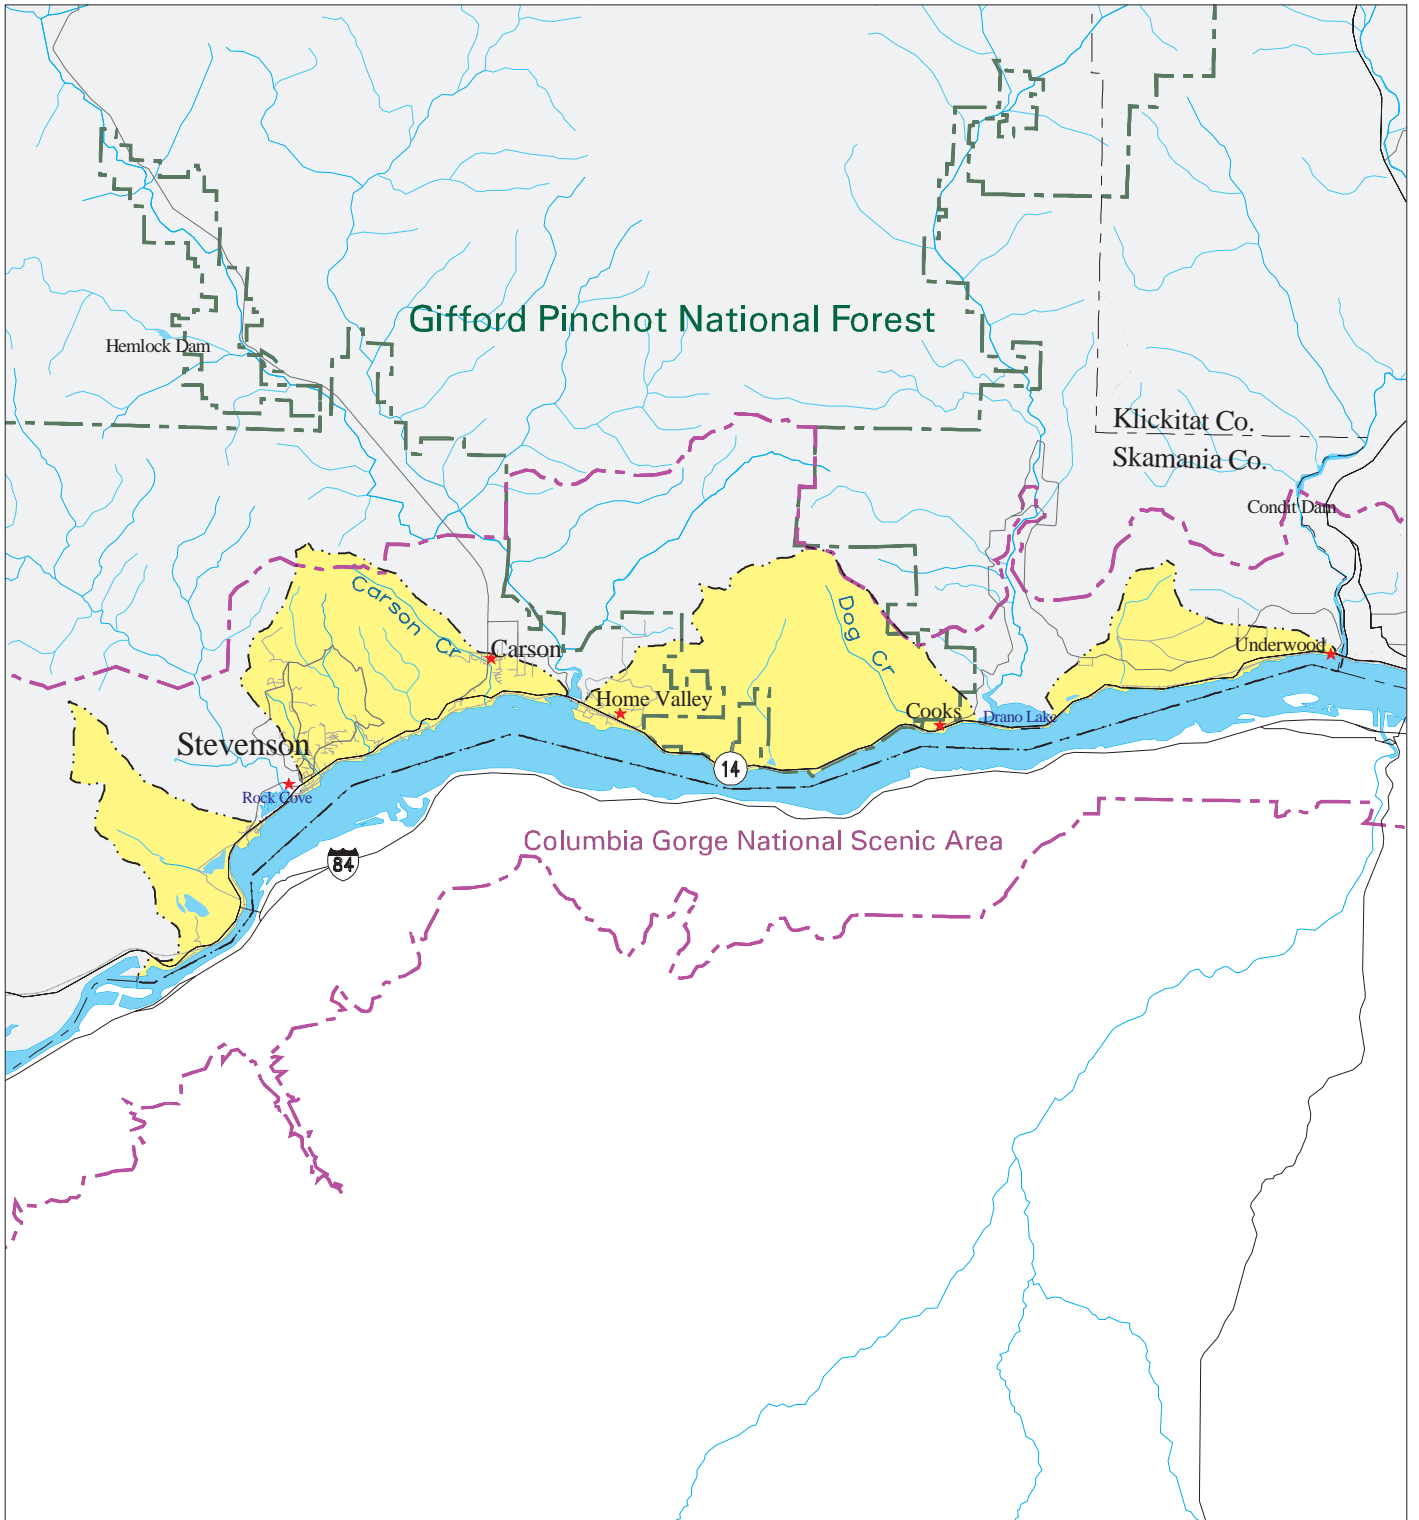 Gifford Pinchot National Forest
Hemlock Dam
Klickitat Co.
Skamania Co.
Condit Dam
Carson Cr
Dog Cr
Carson
Underwood
Home Valley
Cooks
Drano Lake
Stevenson
14
Rock Cove
Columbia Gorge National Scenic Area
84